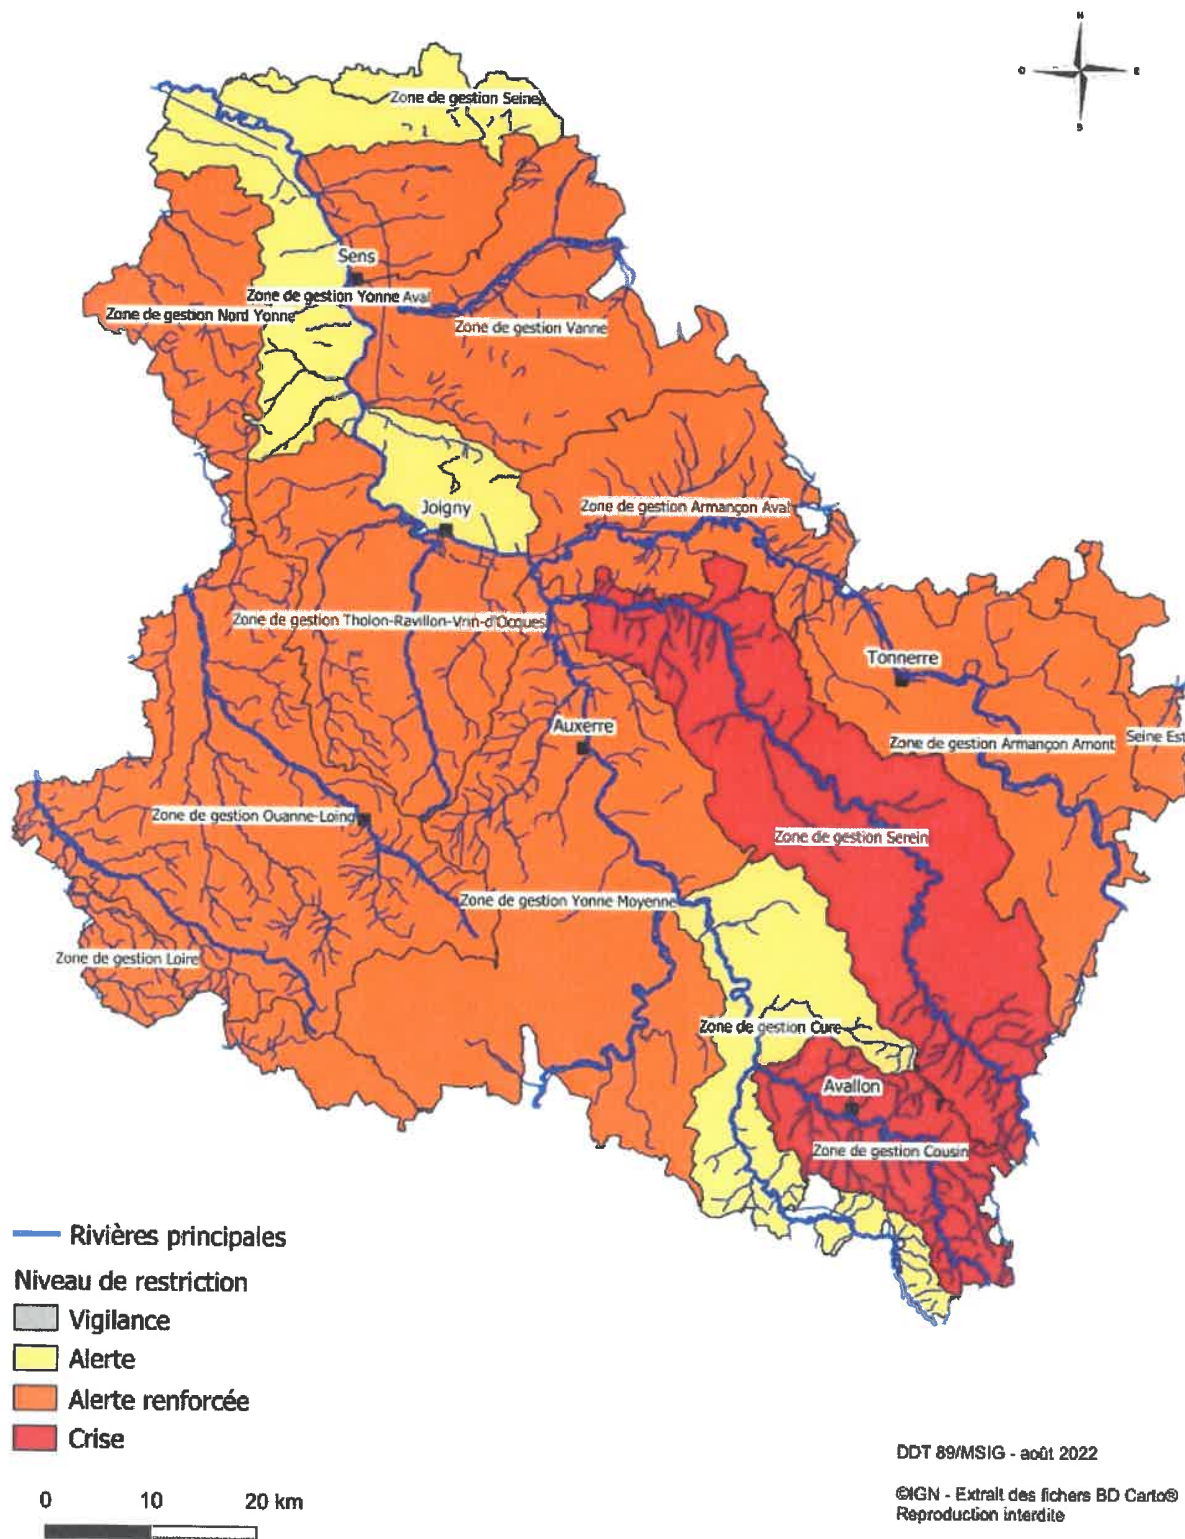 N
O
E
S
Zone de gestion Seine
Sens
Zone de gestion Yonne Aval
Zone de gestion Nord Yonne
Zone de gestion Vanne
Zone de gestion Armançon Aval
Joigny
Zone de gestion Tholon-Ravillon-Vrin-d'Ocques
Tonnerre
Auxerre
Zone de gestion Armançon Amont
Seine Est
Zone de gestion Ouanne-Loing
Zone de gestion Serein
Zone de gestion Yonne Moyenne
Zone de gestion Loire
Zone de gestion Cure
Avallon
Zone de gestion Cousin
Rivières principales
Niveau de restriction
Vigilance
Alerte
Alerte renforcée
Crise
0 10 20 km
DDT 89/MSIG - août 2022
©IGN - Extrait des fichers BD Carto®
Reproduction interdite